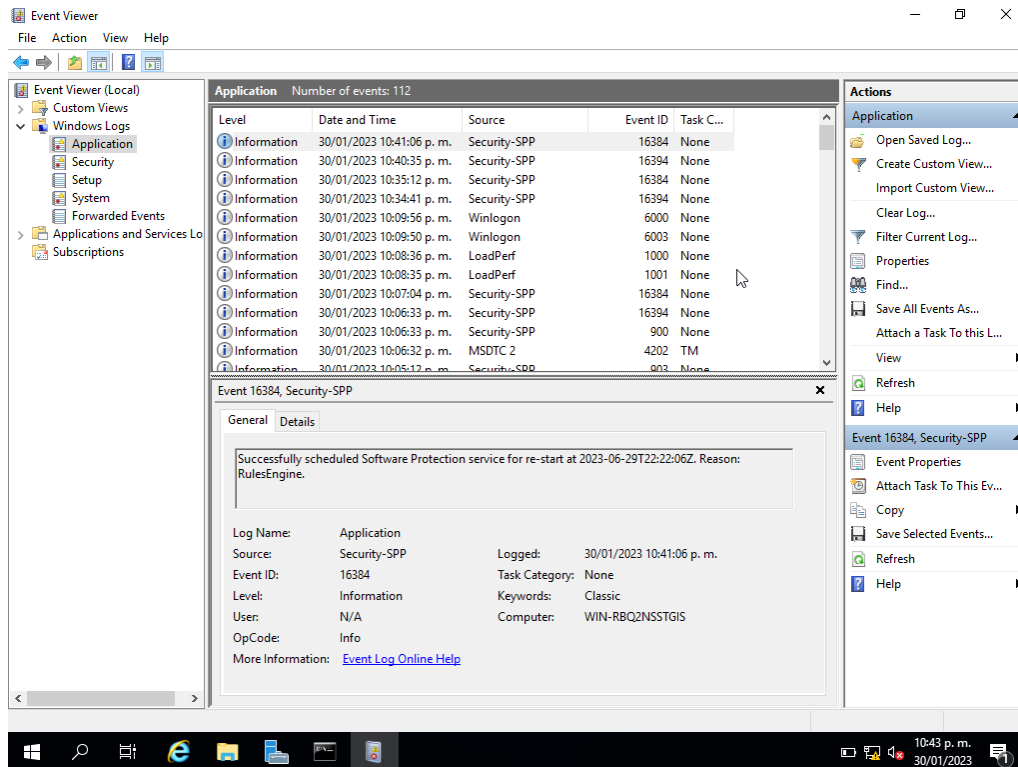 Event Viewer
File Action View Help
Event Viewer (Local)
Custom Views
Windows Logs
Application
Security
Setup
System
Forwarded Events
Applications and Services Lo
Subscriptions
Application Number of events: 112
Level Date and Time Source Event ID Task C...
Information 30/01/2023 10:41:06 p. m. Security-SPP 16384 None
Information 30/01/2023 10:40:35 p. m. Security-SPP 16394 None
Information 30/01/2023 10:35:12 p. m. Security-SPP 16384 None
Information 30/01/2023 10:34:41 p. m. Security-SPP 16394 None
Information 30/01/2023 10:09:56 p. m. Winlogon 6000 None
Information 30/01/2023 10:09:50 p. m. Winlogon 6003 None
Information 30/01/2023 10:08:36 p. m. LoadPerf 1000 None
Information 30/01/2023 10:08:35 p. m. LoadPerf 1001 None
Information 30/01/2023 10:07:04 p. m. Security-SPP 16384 None
Information 30/01/2023 10:06:33 p. m. Security-SPP 16394 None
Information 30/01/2023 10:06:33 p. m. Security-SPP 900 None
Information 30/01/2023 10:06:32 p. m. MSDTC 2 4202 TM
Information 30/01/2023 10:05:12 p. m. Security-SPP 903 None
Event 16384, Security-SPP
General Details
Successfully scheduled Software Protection service for re-start at 2023-06-29T22:22:06Z. Reason:
RulesEngine.
Log Name: Application
Source: Security-SPP Logged: 30/01/2023 10:41:06 p. m.
Event ID: 16384 Task Category: None
Level: Information Keywords: Classic
User: N/A Computer: WIN-RBQ2NSSTGIS
OpCode: Info
More Information: Event Log Online Help
Actions
Application
Open Saved Log...
Create Custom View...
Import Custom View...
Clear Log...
Filter Current Log...
Properties
Find...
Save All Events As...
Attach a Task To this L...
View
Refresh
Help
Event 16384, Security-SPP
Event Properties
Attach Task To This Ev...
Copy
Save Selected Events...
Refresh
Help
10:43 p. m.
30/01/2023
1